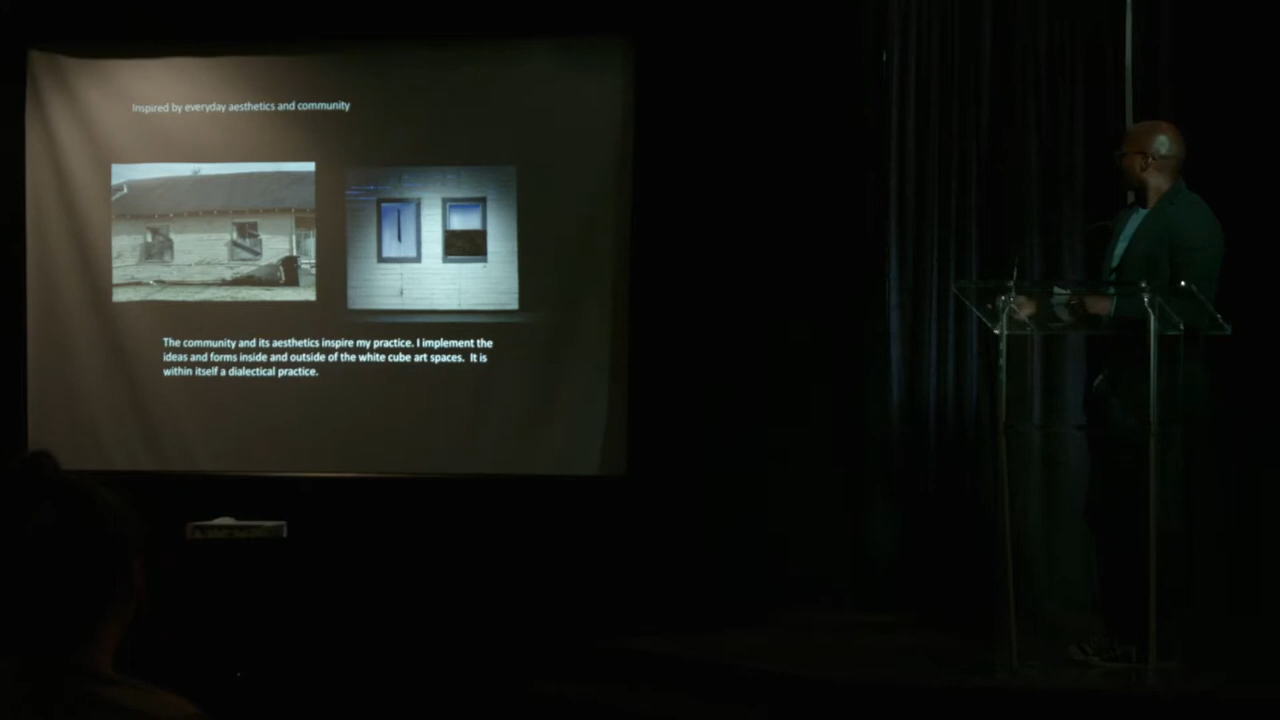 Inspired by everyday aesthetics and community
The community and its aesthetics inspire my practice. I implement the
ideas and forms inside and outside of the white cube art spaces.  It is
within itself a dialectical practice.